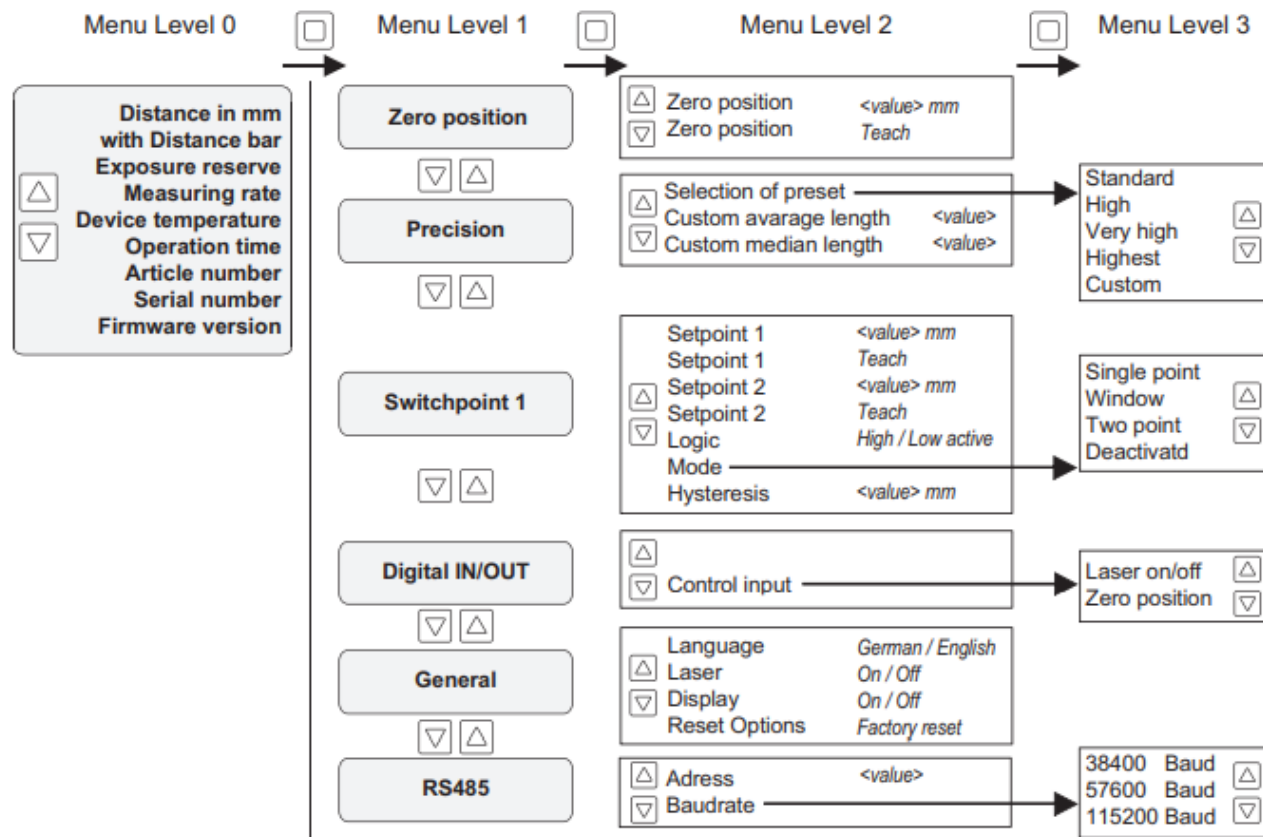 Menu Level 0
Menu Level 1
Menu Level 2
Menu Level 3
Distance in mm
with Distance bar
Exposure reserve
Measuring rate
Device temperature
Operation time
Article number
Serial number
Firmware version
Zero position
Zero position <value> mm
Zero position Teach
Precision
Selection of preset
Custom avarage length <value>
Custom median length <value>
Standard
High
Very high
Highest
Custom
Switchpoint 1
Setpoint 1 <value> mm
Setpoint 1 Teach
Setpoint 2 <value> mm
Setpoint 2 Teach
Logic High / Low active
Mode
Hysteresis <value> mm
Single point
Window
Two point
Deactivatd
Digital IN/OUT
Control input
Laser on/off
Zero position
General
Language German / English
Laser On / Off
Display On / Off
Reset Options Factory reset
RS485
Adress <value>
Baudrate
38400 Baud
57600 Baud
115200 Baud